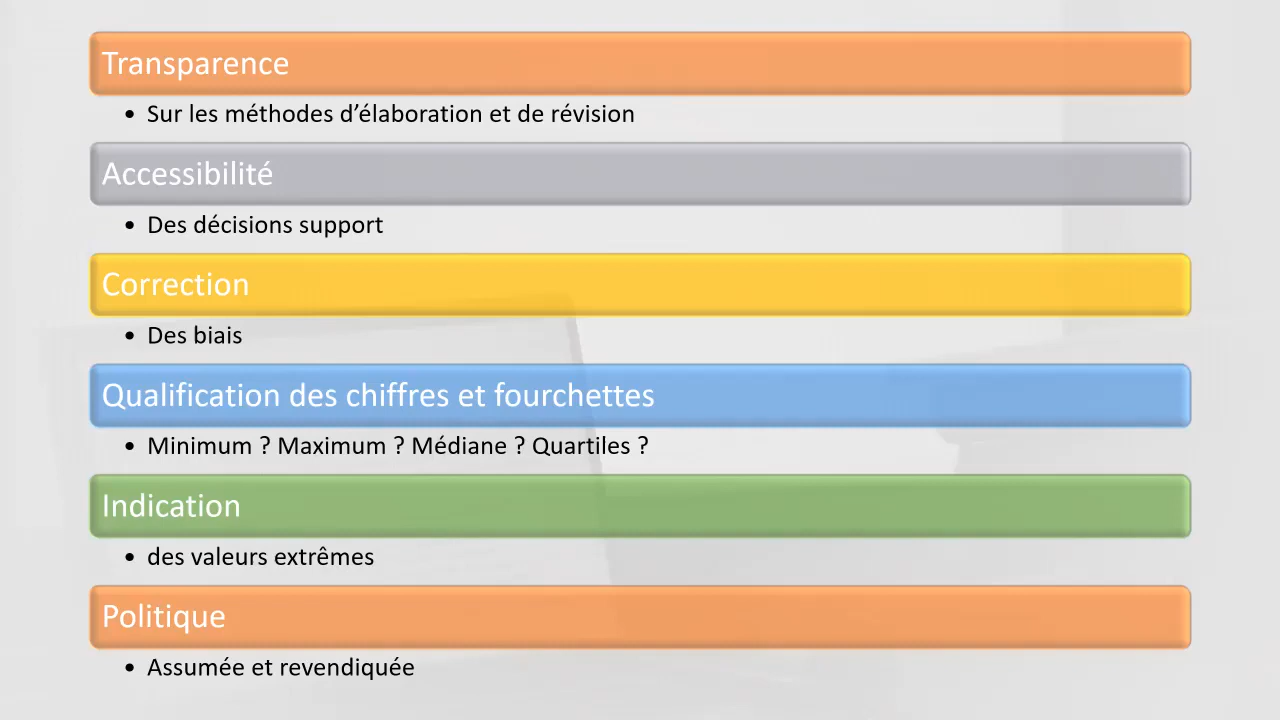 Transparence
• Sur les méthodes d’élaboration et de révision
Accessibilité
• Des décisions support
Correction
• Des biais
Qualification des chiffres et fourchettes
• Minimum ? Maximum ? Médiane ? Quartiles ?
Indication
• des valeurs extrêmes
Politique
• Assumée et revendiquée